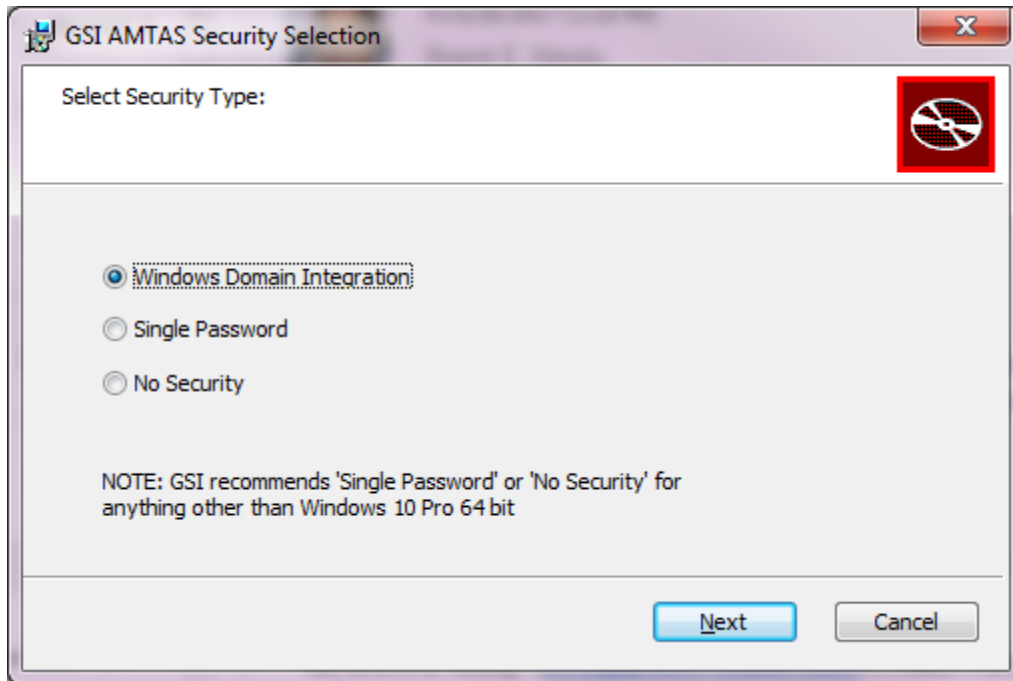 GSI AMTAS Security Selection
Select Security Type:
Windows Domain Integration
Single Password
No Security
NOTE: GSI recommends 'Single Password' or 'No Security' for
anything other than Windows 10 Pro 64 bit
Next
Cancel